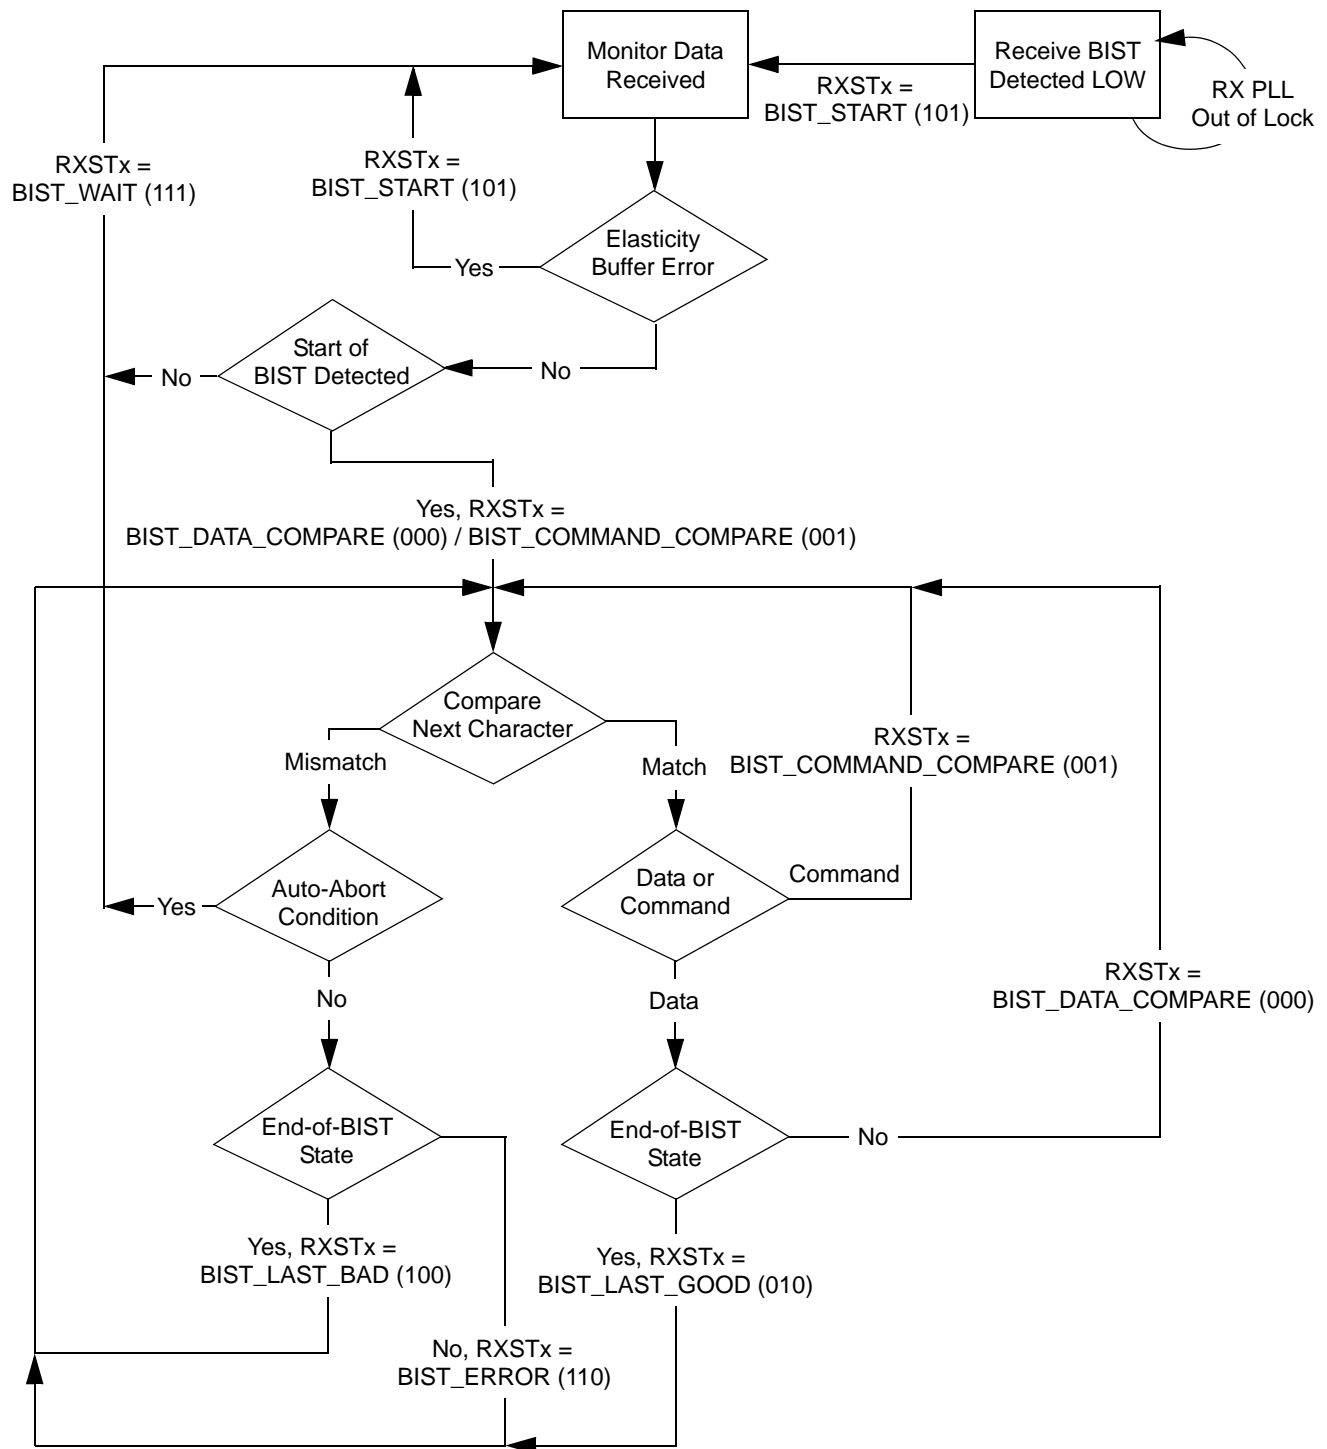 Monitor Data
Received
Receive BIST
Detected LOW
RX PLL
Out of Lock
RXSTx =
BIST_START (101)
RXSTx =
BIST_WAIT (111)
RXSTx =
BIST_START (101)
Elasticity
Buffer Error
Yes
No
Start of
BIST Detected
No
Yes, RXSTx =
BIST_DATA_COMPARE (000) / BIST_COMMAND_COMPARE (001)
Compare
Next Character
Mismatch
Match
RXSTx =
BIST_COMMAND_COMPARE (001)
Auto-Abort
Condition
Yes
Data or
Command
Command
No
Data
RXSTx =
BIST_DATA_COMPARE (000)
End-of-BIST
State
End-of-BIST
State
No
Yes, RXSTx =
BIST_LAST_BAD (100)
Yes, RXSTx =
BIST_LAST_GOOD (010)
No, RXSTx =
BIST_ERROR (110)